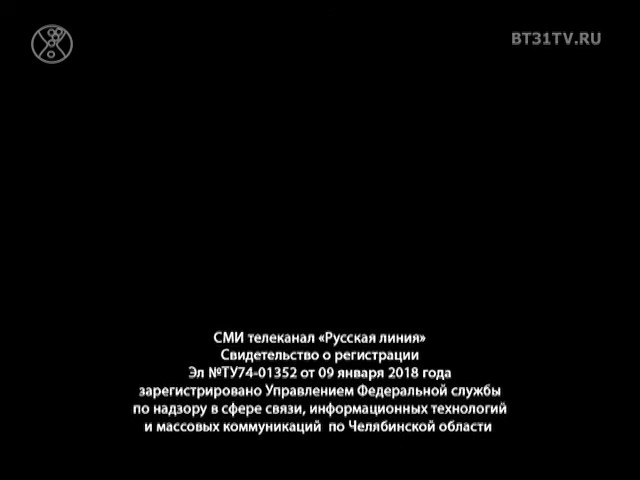 BT31TV.RU
СМИ телеканал «Русская линия»
Свидетельство о регистрации
Эл №ТУ74-01352 от 09 января 2018 года
зарегистрировано Управлением Федеральной службы
по надзору в сфере связи, информационных технологий
и массовых коммуникаций по Челябинской области